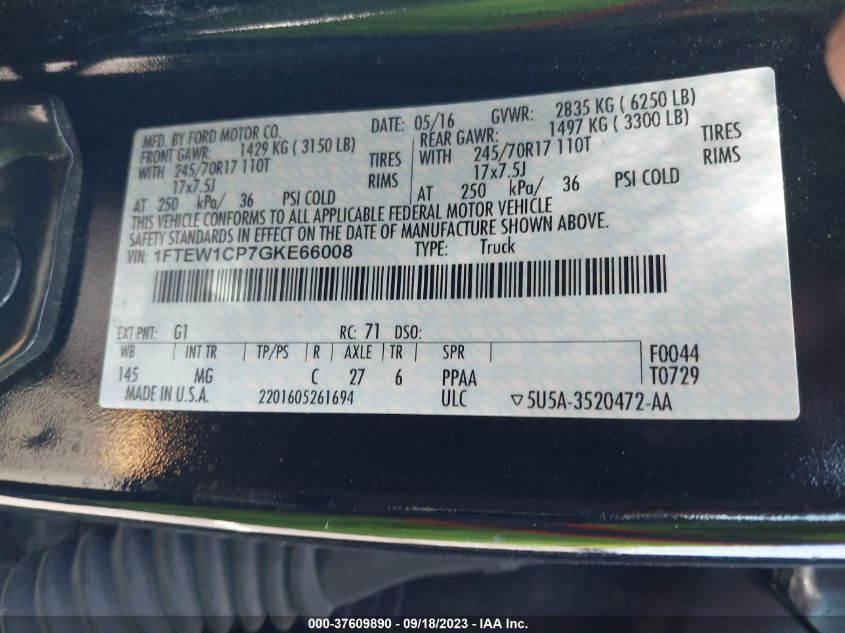 MFD. BY FORD MOTOR CO.
DATE: 05/16 GVWR: 2835 KG ( 6250 LB)
FRONT GAWR: 1429 KG ( 3150 LB)
REAR GAWR: 1497 KG ( 3300 LB)
WITH 245/70R17 110T TIRES
WITH 245/70R17 110T TIRES
17x7.5J RIMS
17x7.5J RIMS
AT 250 kPa/ 36 PSI COLD
AT 250 kPa/ 36 PSI COLD
THIS VEHICLE CONFORMS TO ALL APPLICABLE FEDERAL MOTOR VEHICLE
SAFETY STANDARDS IN EFFECT ON THE DATE OF MANUFACTURE SHOWN ABOVE.
VIN: 1FTEW1CP7GKE66008 TYPE: Truck
EXT PNT: G1 RC: 71 DSO:
WB INT TR TP/PS R AXLE TR SPR F0044
145 MG C 27 6 PPAA T0729
MADE IN U.S.A. 2201605261694 ULC ▽5U5A-3520472-AA
000-37609890 - 09/18/2023 - IAA Inc.